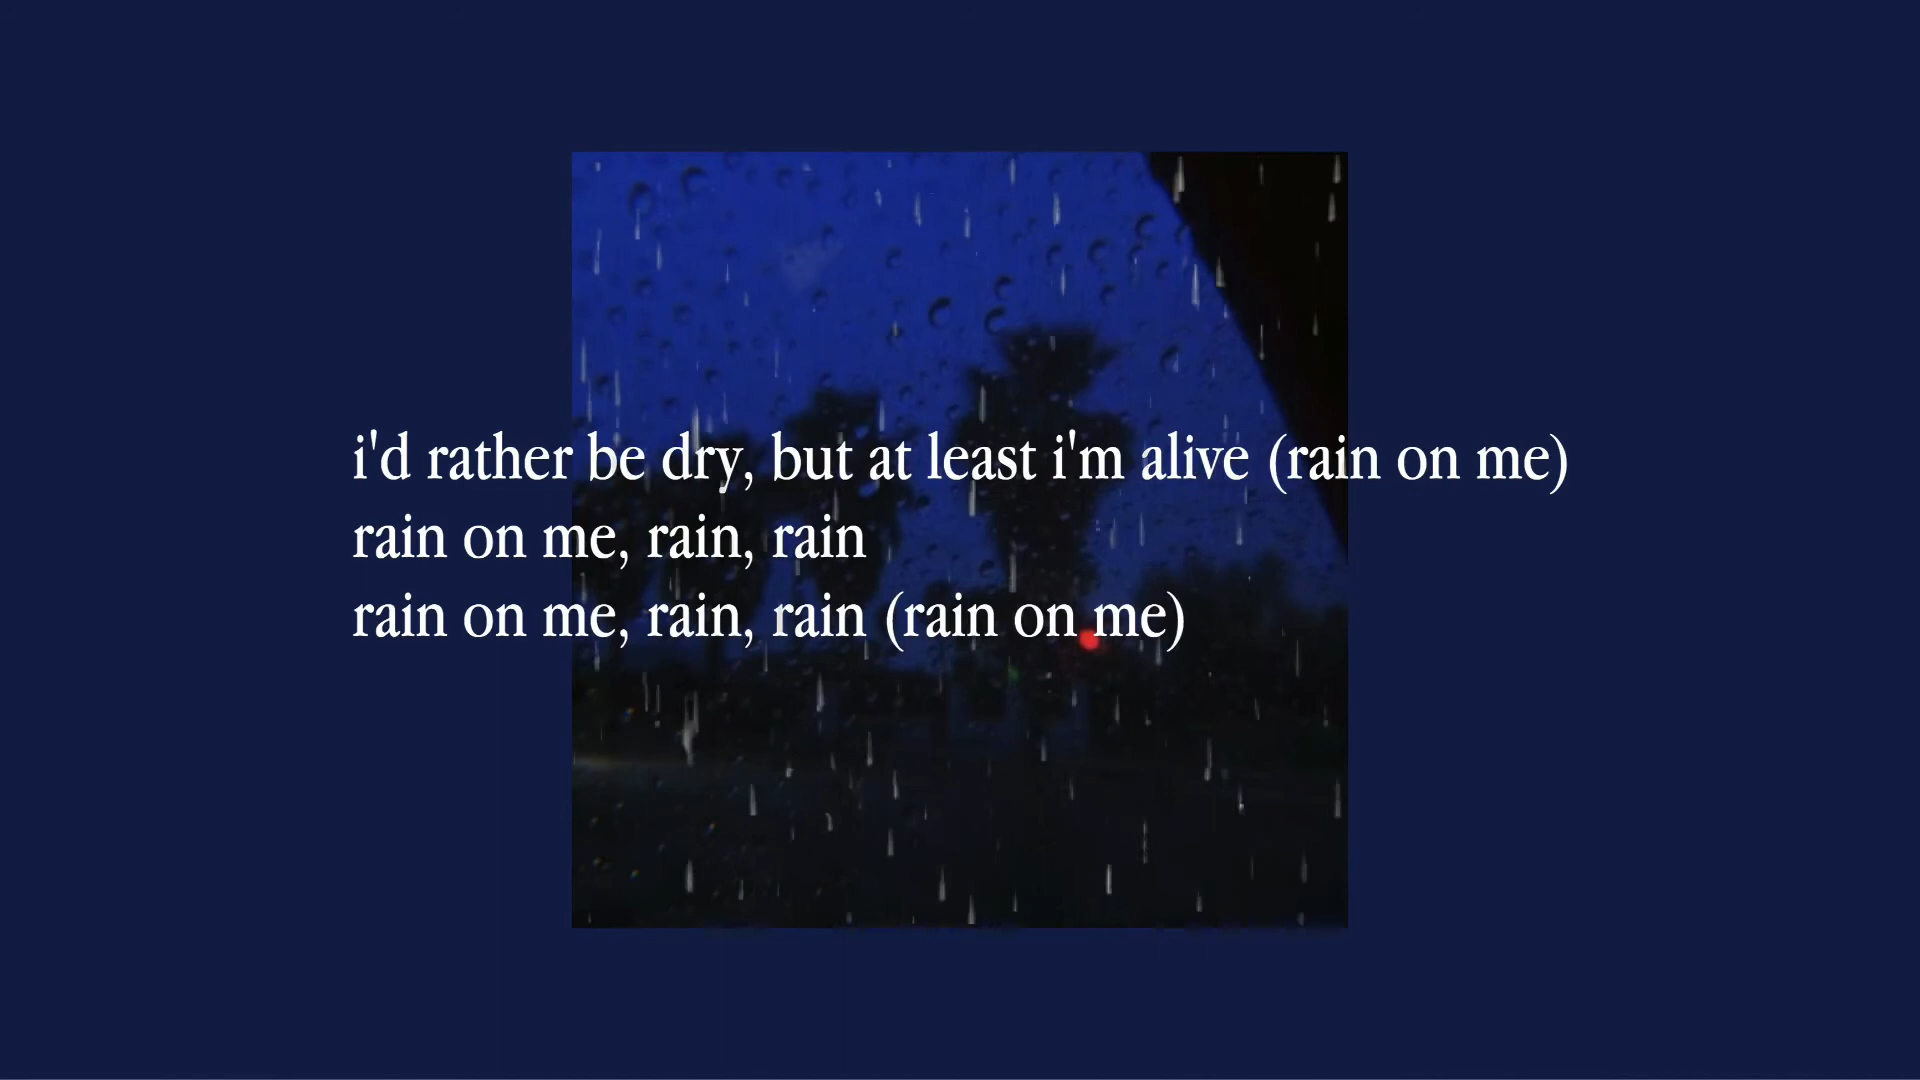 i'd rather be dry, but at least i'm alive (rain on me)
rain on me, rain, rain
rain on me, rain, rain (rain on me)